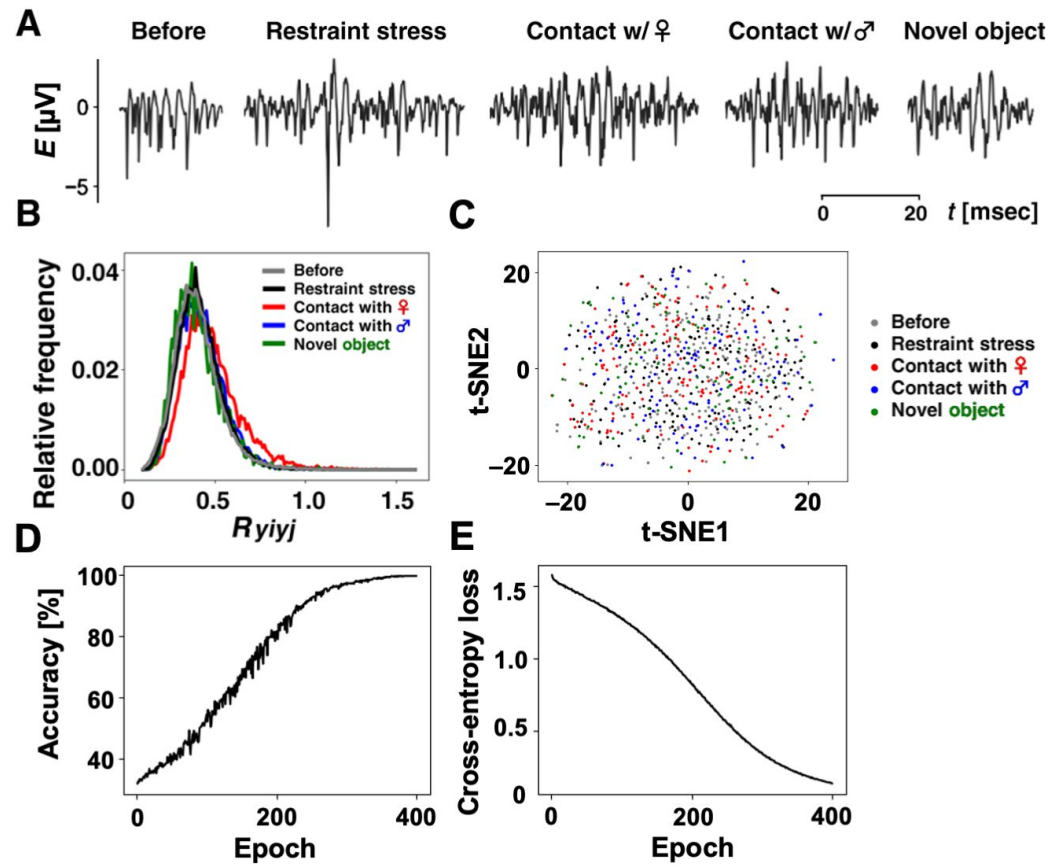 A
Before Restraint stress Contact w/♀ Contact w/♂ Novel object
E [µV]
0
−5
0 20 t [msec]
B
Relative frequency
0.04
0.02
0.00
0 0.5 1.0 1.5
Ryiyj
Before
Restraint stress
Contact with ♀
Contact with ♂
Novel object
C
t-SNE2
20
0
−20
−20 0 20
t-SNE1
Before
Restraint stress
Contact with ♀
Contact with ♂
Novel object
D
Accuracy [%]
100
80
60
40
0 200 400
Epoch
E
Cross-entropy loss
1.5
1.0
0.5
0
0 200 400
Epoch